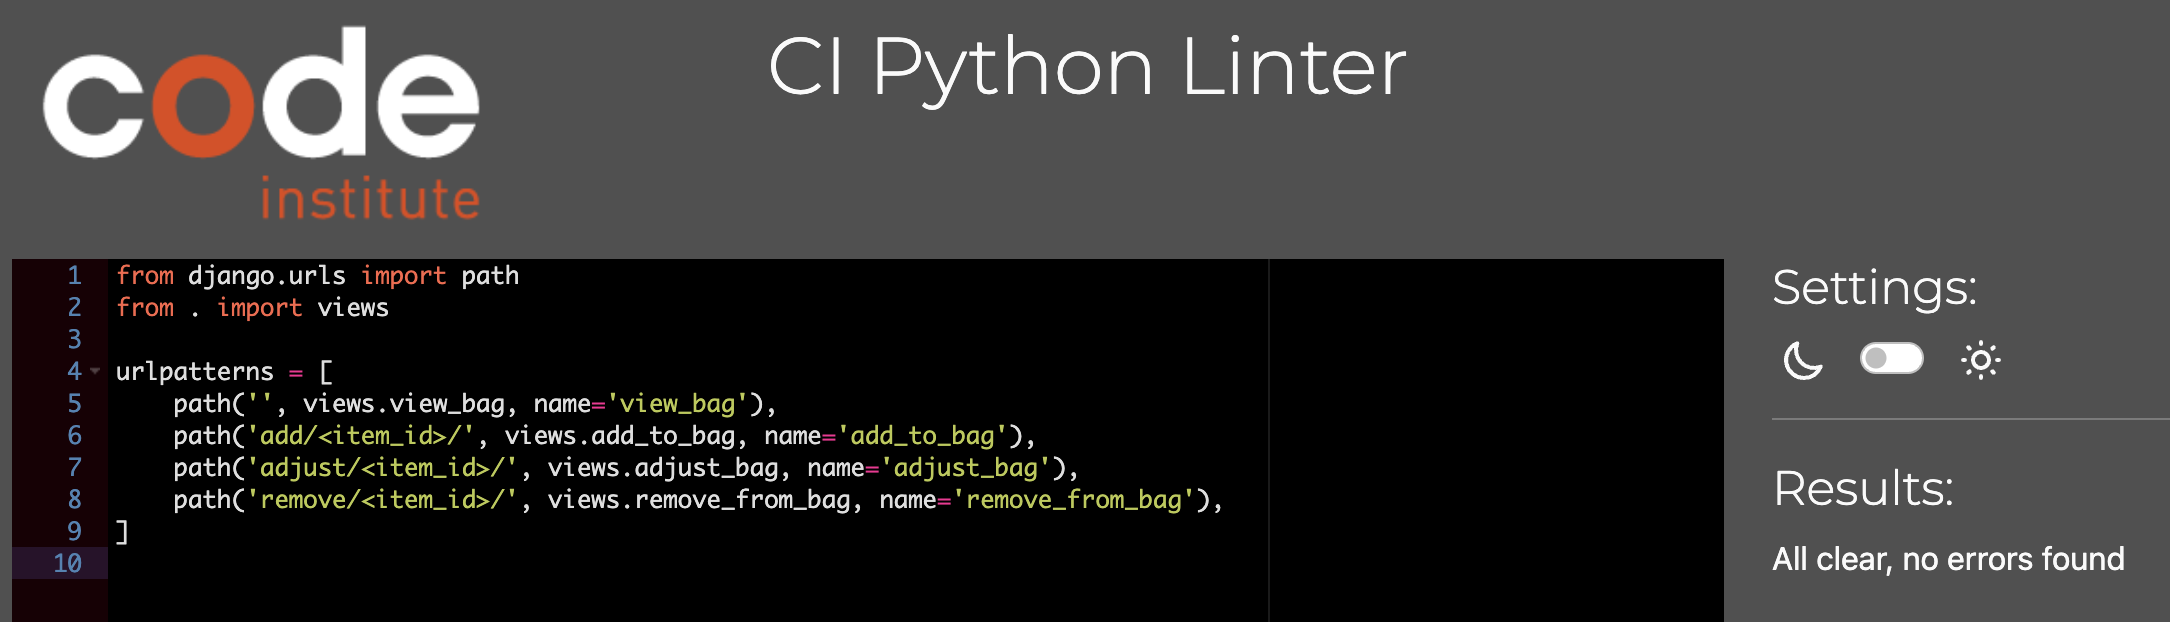 code
institute
CI Python Linter
1 from django.urls import path
2 from . import views
3
4 urlpatterns = [
5     path('', views.view_bag, name='view_bag'),
6     path('add/<item_id>/', views.add_to_bag, name='add_to_bag'),
7     path('adjust/<item_id>/', views.adjust_bag, name='adjust_bag'),
8     path('remove/<item_id>/', views.remove_from_bag, name='remove_from_bag'),
9 ]
10
Settings:
Results:
All clear, no errors found